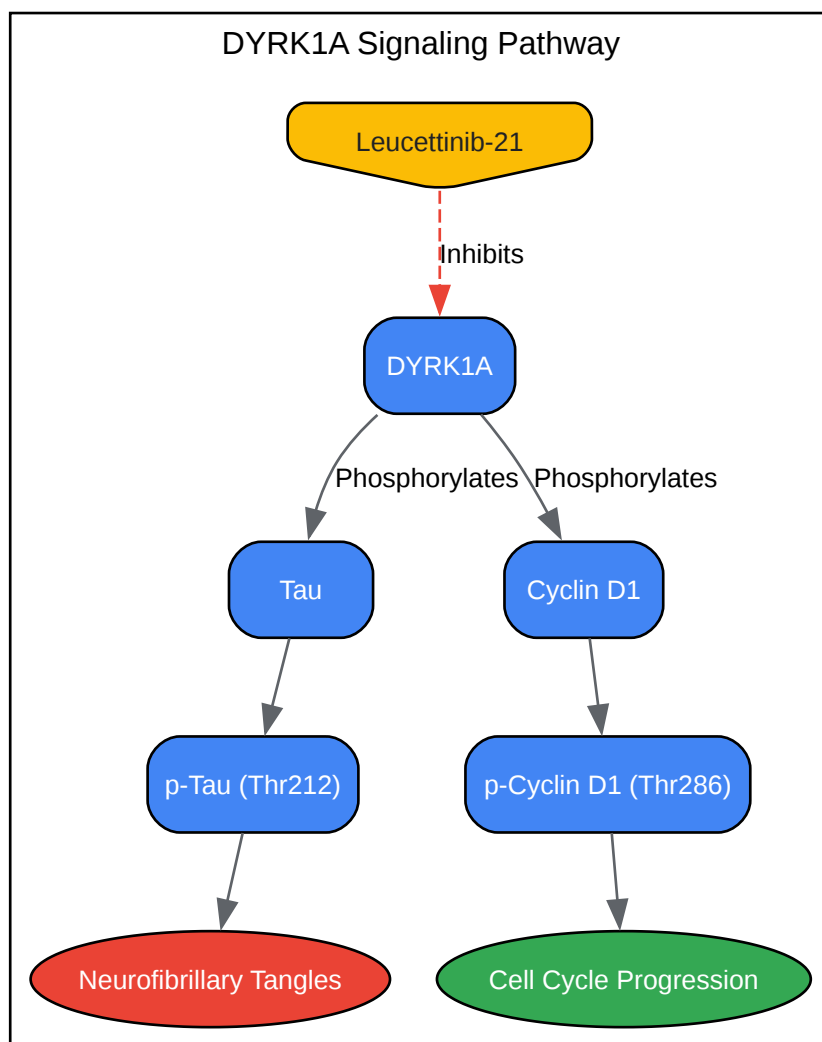 DYRK1A Signaling Pathway
Leucettinib-21
Inhibits
DYRK1A
Phosphorylates Phosphorylates
Tau
Cyclin D1
p-Tau (Thr212)
p-Cyclin D1 (Thr286)
Neurofibrillary Tangles
Cell Cycle Progression